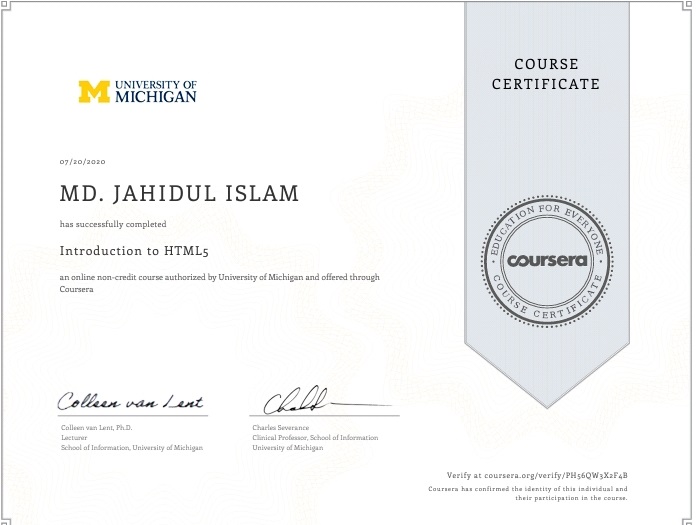 COURSE
CERTIFICATE
UNIVERSITY OF
MICHIGAN
07/20/2020
MD. JAHIDUL ISLAM
has successfully completed
Introduction to HTML5
an online non-credit course authorized by University of Michigan and offered through
Coursera
EDUCATION FOR EVERYONE
coursera
COURSE CERTIFICATE
Colleen van Lent
Colleen van Lent, Ph.D.
Lecturer
School of Information, University of Michigan
Charles Severance
Clinical Professor, School of Information
University of Michigan
Verify at coursera.org/verify/PH56QW3X2F4B
Coursera has confirmed the identity of this individual and
their participation in the course.